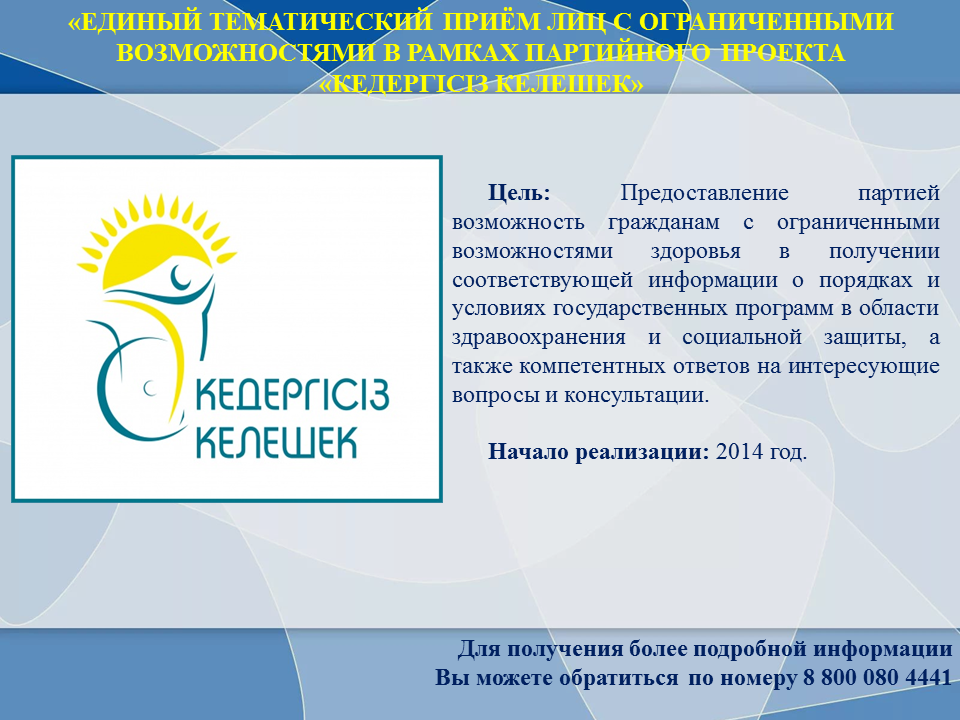 «ЕДИНЫЙ ТЕМАТИЧЕСКИЙ ПРИЁМ ЛИЦ С ОГРАНИЧЕННЫМИ
ВОЗМОЖНОСТЯМИ В РАМКАХ ПАРТИЙНОГО ПРОЕКТА
«КЕДЕРГІСІЗ КЕЛЕШЕК»
КЕДЕРГІСІЗ
КЕЛЕШЕК
Цель: Предоставление партией
возможность гражданам с ограниченными
возможностями здоровья в получении
соответствующей информации о порядках и
условиях государственных программ в области
здравоохранения и социальной защиты, а
также компетентных ответов на интересующие
вопросы и консультации.
Начало реализации: 2014 год.
Для получения более подробной информации
Вы можете обратиться по номеру 8 800 080 4441